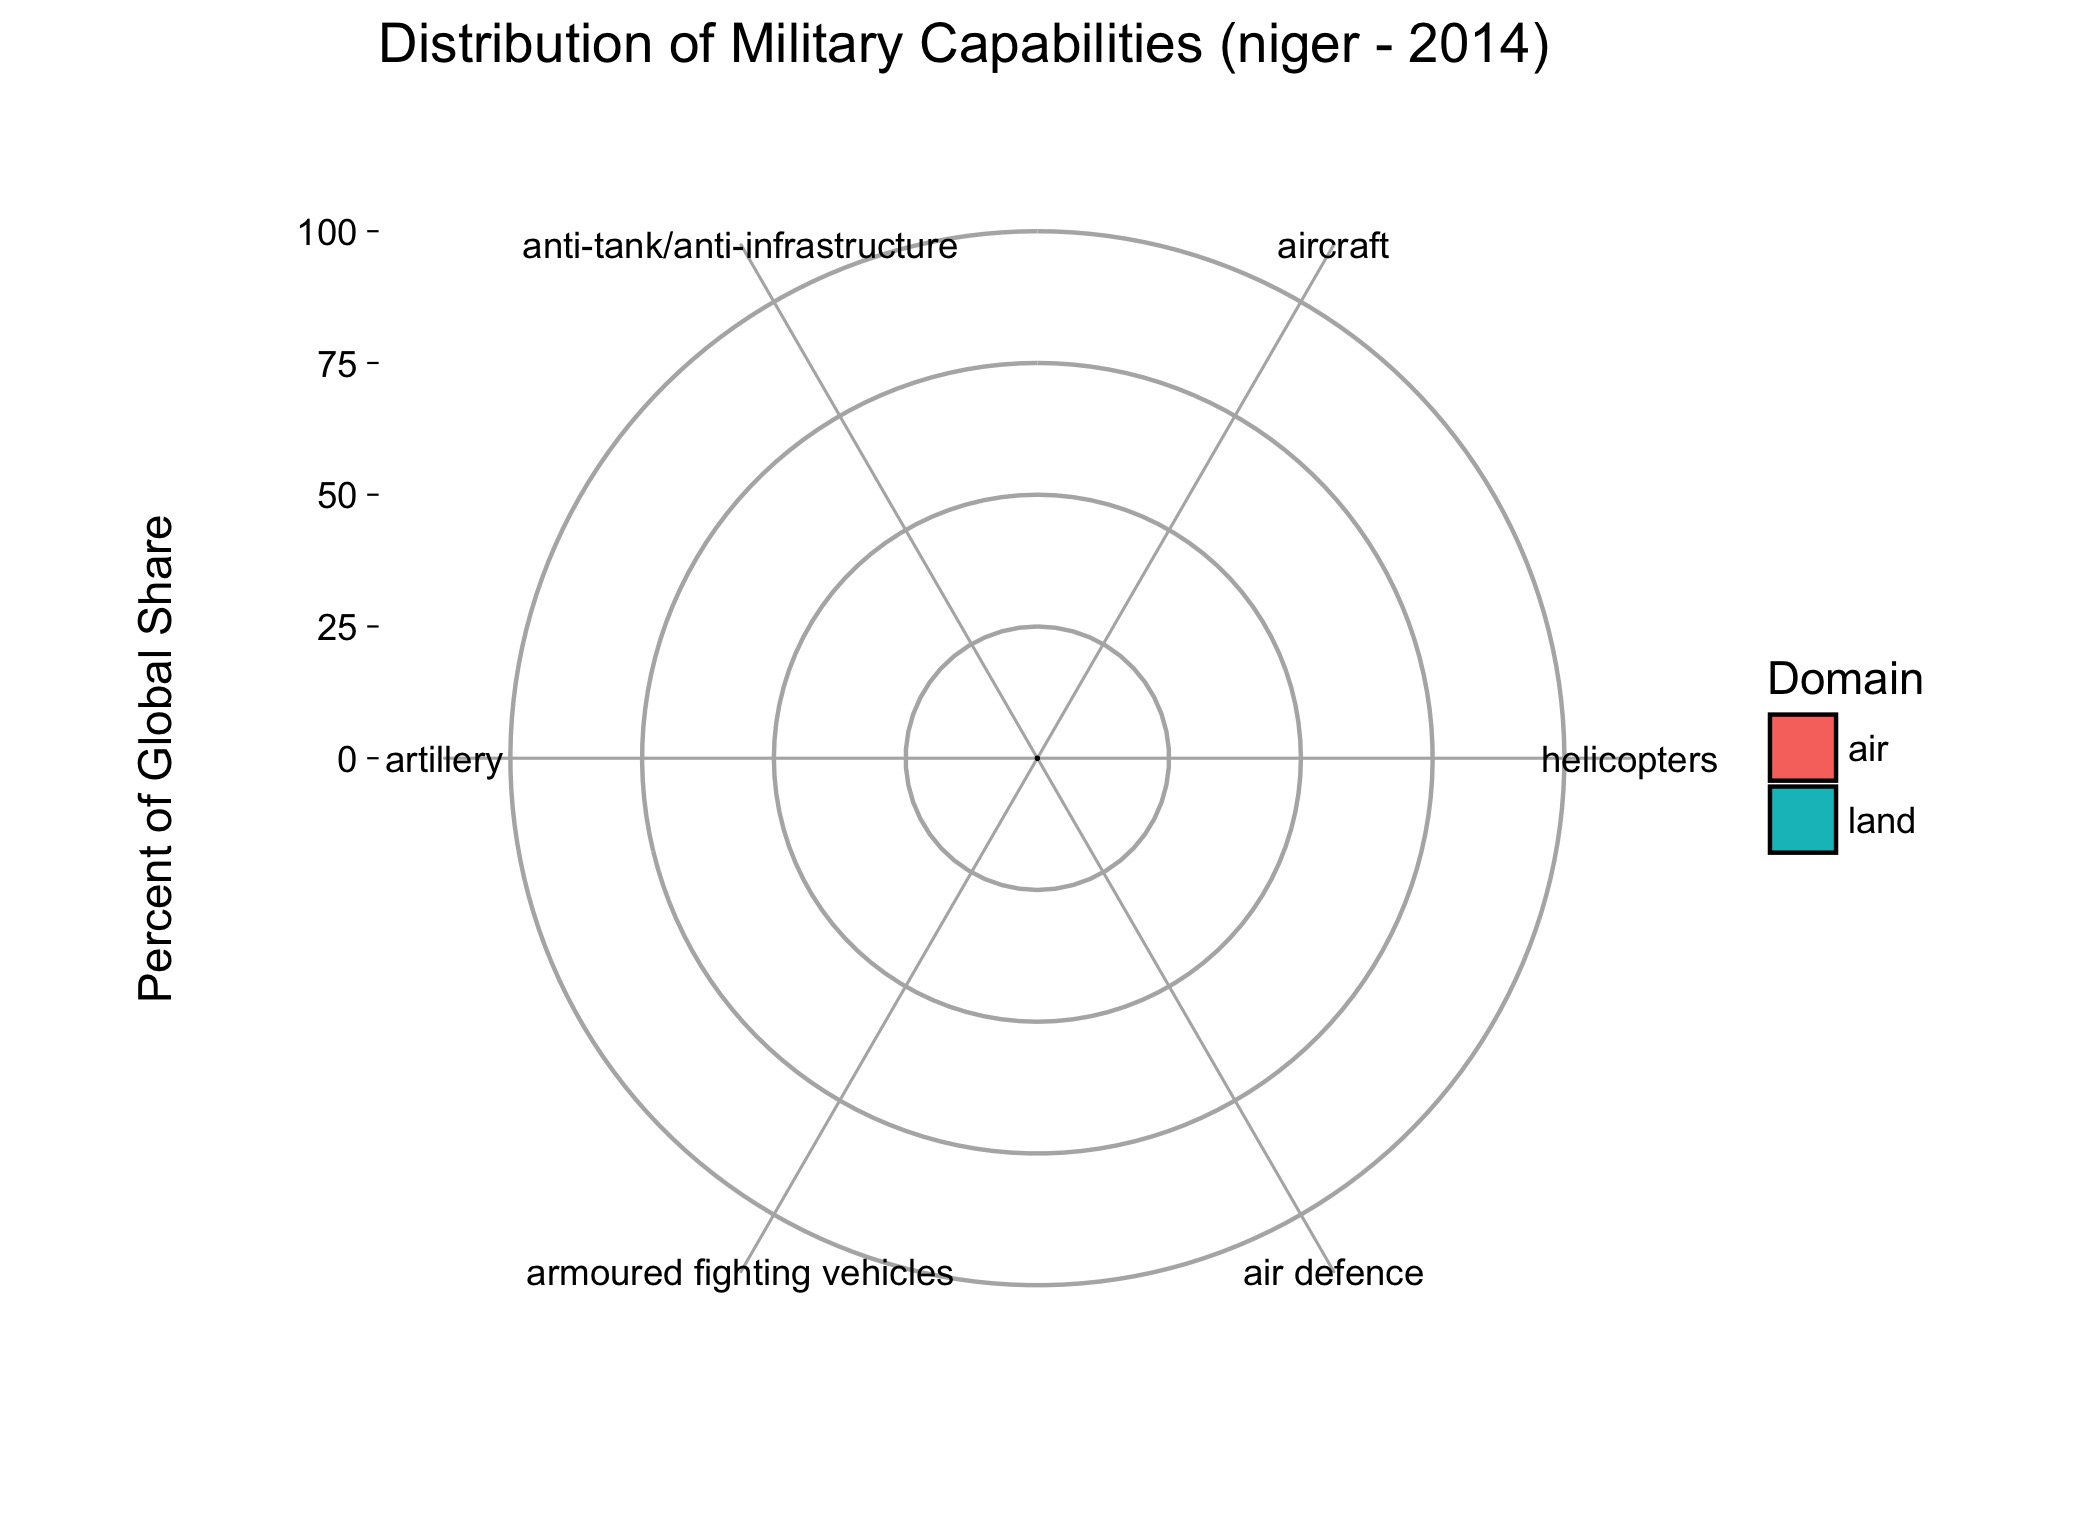 Distribution of Military Capabilities (niger - 2014)
100
anti-tank/anti-infrastructure
aircraft
75
50
25
Percent of Global Share
0
artillery
helicopters
Domain
air
land
armoured fighting vehicles
air defence